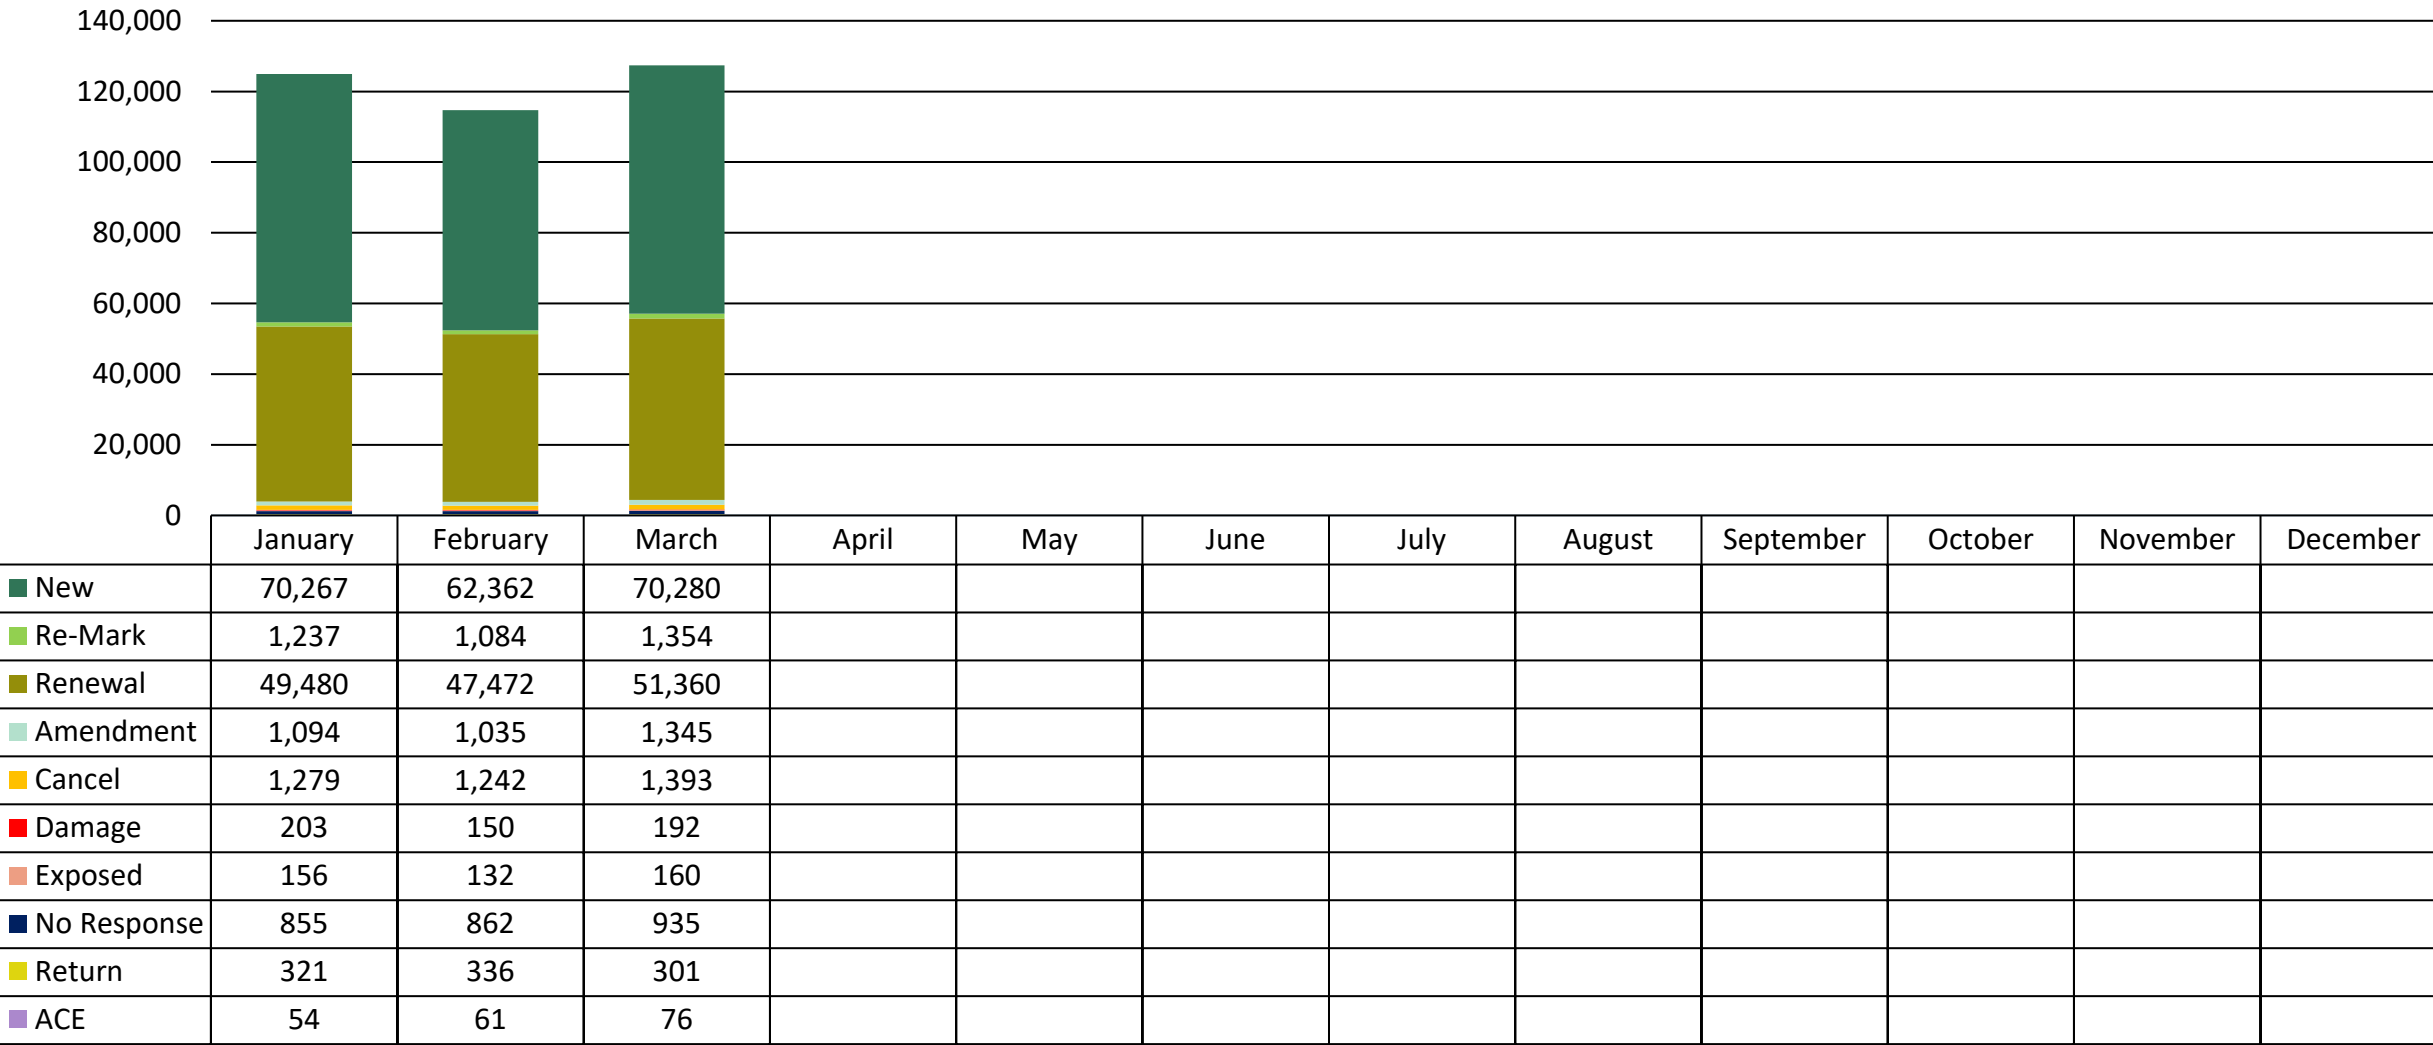 140,000
120,000
100,000
80,000
60,000
40,000
20,000
0
January February March April May June July August September October November December
New 70,267 62,362 70,280
Re-Mark 1,237 1,084 1,354
Renewal 49,480 47,472 51,360
Amendment 1,094 1,035 1,345
Cancel 1,279 1,242 1,393
Damage 203 150 192
Exposed 156 132 160
No Response 855 862 935
Return 321 336 301
ACE 54 61 76